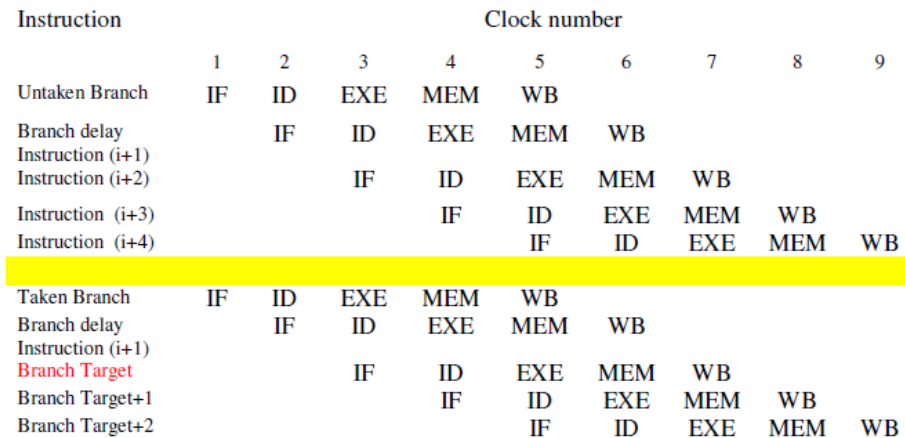 Instruction Clock number
1 2 3 4 5 6 7 8 9
Untaken Branch IF ID EXE MEM WB
Branch delay IF ID EXE MEM WB
Instruction (i+1)
Instruction (i+2) IF ID EXE MEM WB
Instruction (i+3) IF ID EXE MEM WB
Instruction (i+4) IF ID EXE MEM WB
Taken Branch IF ID EXE MEM WB
Branch delay IF ID EXE MEM WB
Instruction (i+1)
Branch Target IF ID EXE MEM WB
Branch Target+1 IF ID EXE MEM WB
Branch Target+2 IF ID EXE MEM WB